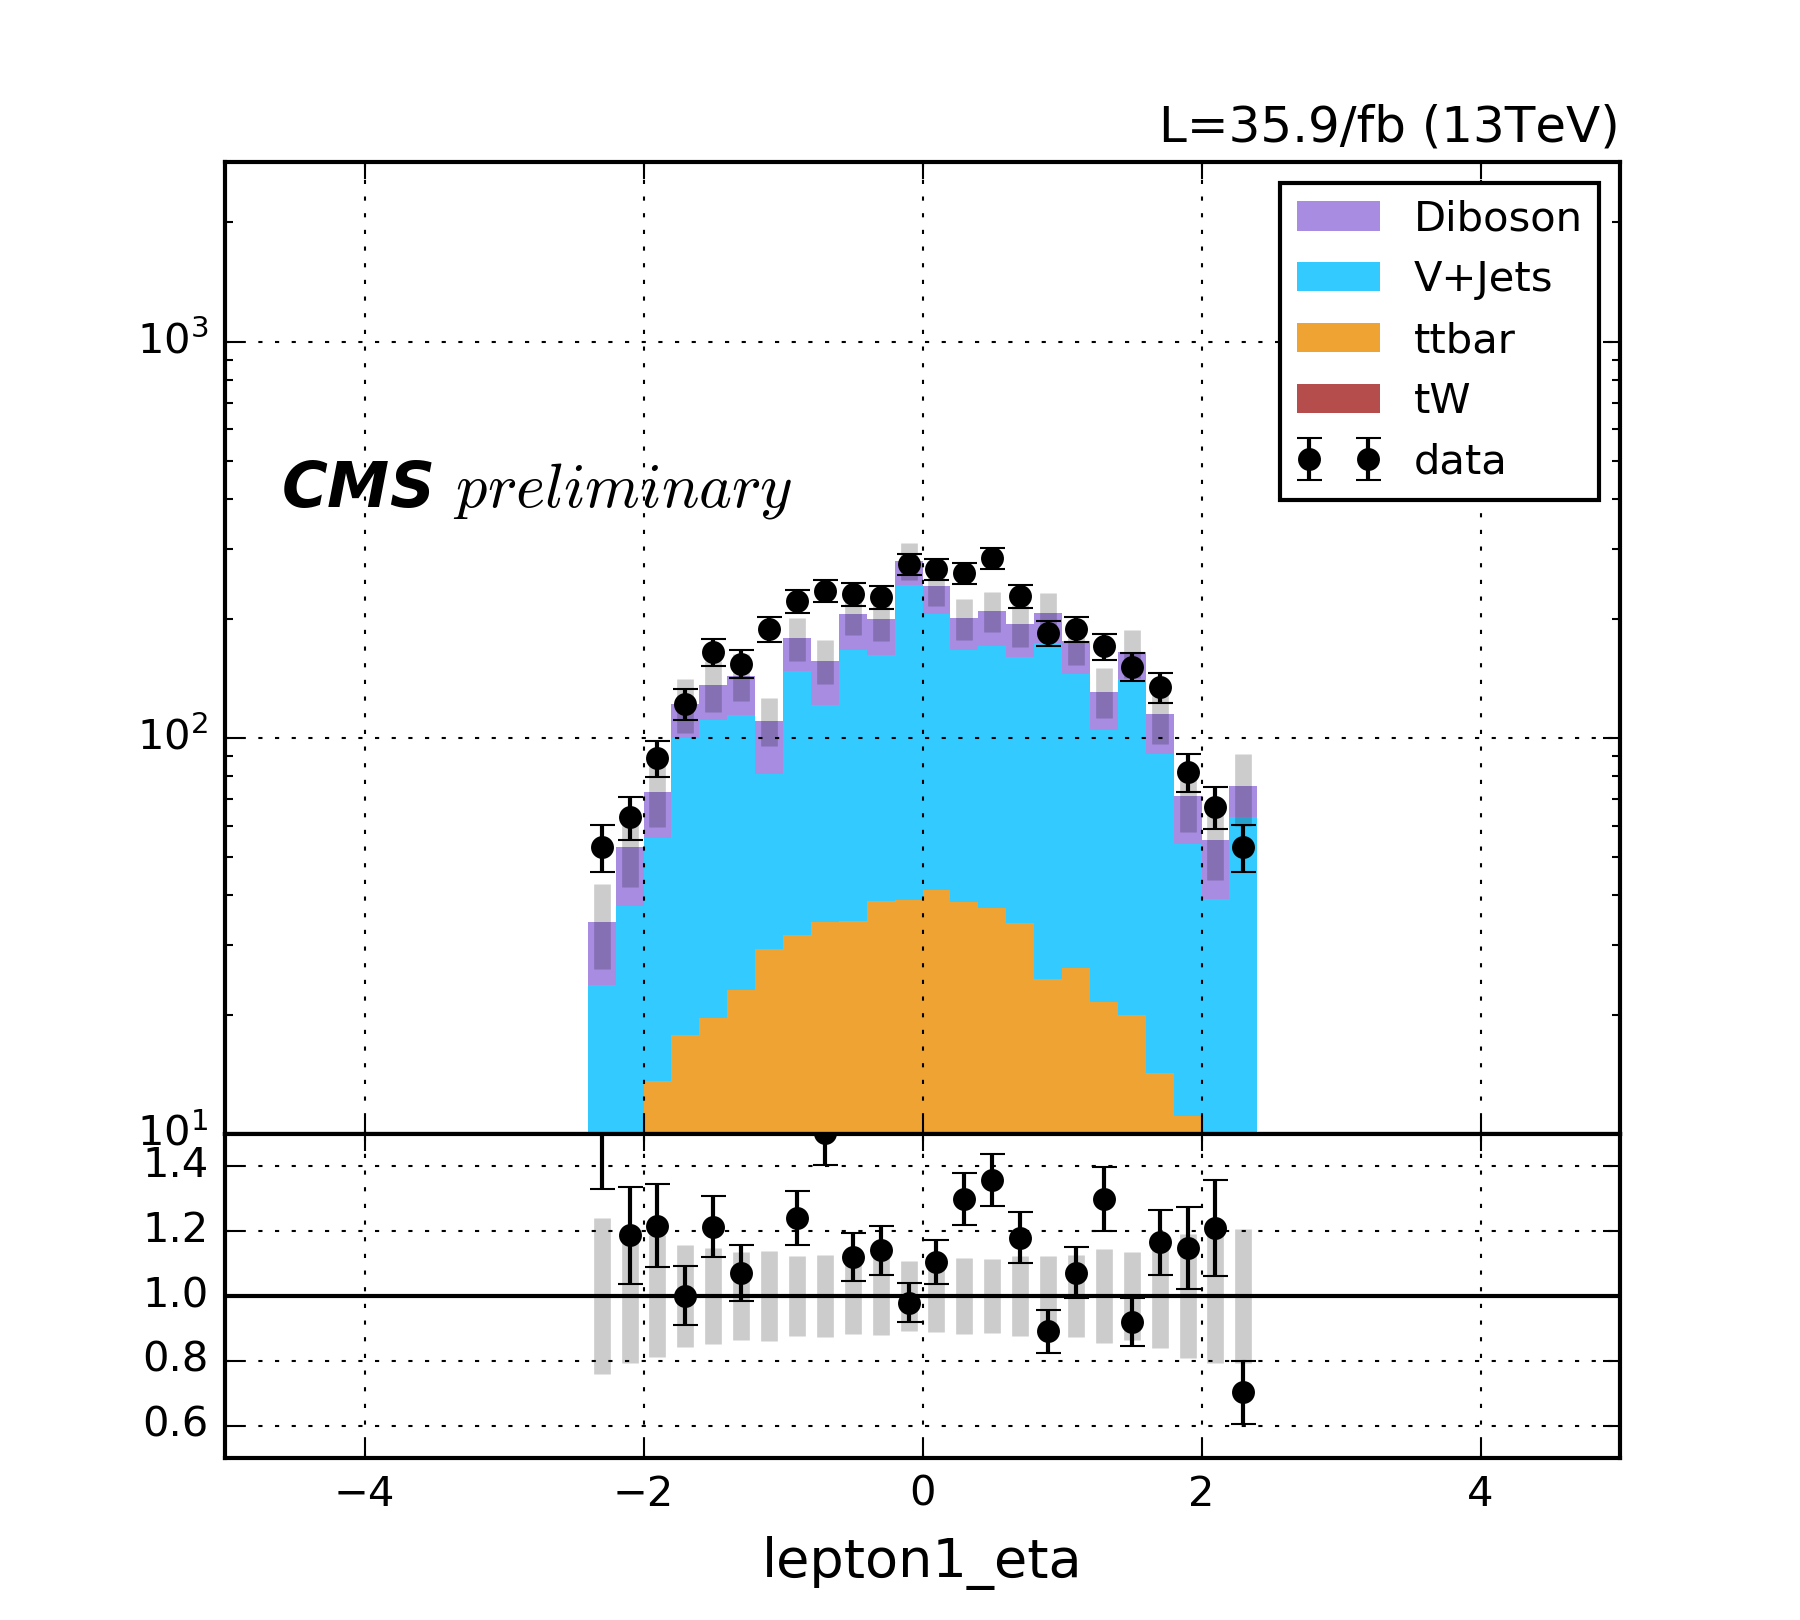 L=35.9/fb (13TeV)
Diboson
V+Jets
ttbar
tW
data
CMS preliminary
10³
10²
10¹
1.4
1.2
1.0
0.8
0.6
−4 −2 0 2 4
lepton1_eta